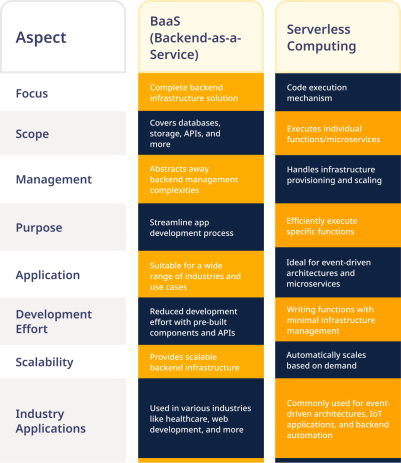 Aspect
BaaS
(Backend-as-a-
Service)
Serverless
Computing
Focus
Complete backend
infrastructure solution
Code execution
mechanism
Scope
Covers databases,
storage, APIs, and
more
Executes individual
functions/microservices
Management
Abstracts away
backend management
complexities
Handles infrastructure
provisioning and scaling
Purpose
Streamline app
development process
Efficiently execute
specific functions
Application
Suitable for a wide
range of industries and
use cases
Ideal for event-driven
architectures and
microservices
Development
Effort
Reduced development
effort with pre-built
components and APIs
Writing functions with
minimal infrastructure
management
Scalability
Provides scalable
backend infrastructure
Automatically scales
based on demand
Industry
Applications
Used in various industries
like healthcare, web
development, and more
Commonly used for event-
driven architectures, IoT
applications, and backend
automation